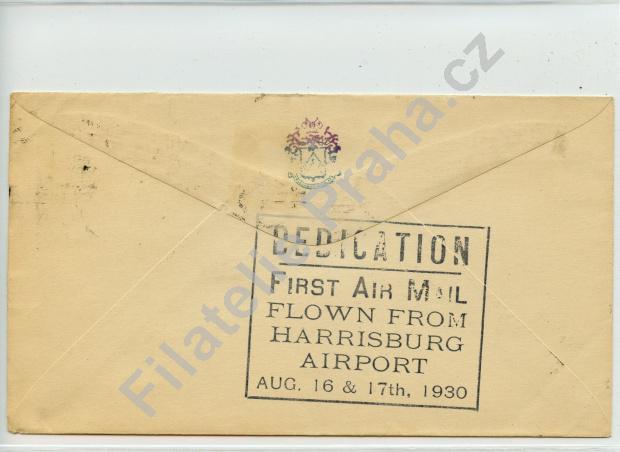 DEDICATION
FIRST AIR MAIL
FLOWN FROM
HARRISBURG
AIRPORT
AUG. 16 & 17th, 1930
Filatelie Praha.cz